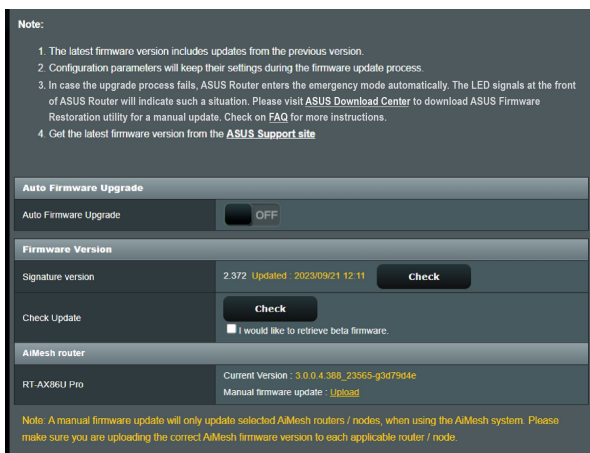 Note:
1. The latest firmware version includes updates from the previous version.
2. Configuration parameters will keep their settings during the firmware update process.
3. In case the upgrade process fails, ASUS Router enters the emergency mode automatically. The LED signals at the front
of ASUS Router will indicate such a situation. Please visit ASUS Download Center to download ASUS Firmware
Restoration utility for a manual update. Check on FAQ for more instructions.
4. Get the latest firmware version from the ASUS Support site
Auto Firmware Upgrade
Auto Firmware Upgrade OFF
Firmware Version
Signature version 2.372 Updated : 2023/09/21 12:11 Check
Check Update Check
I would like to retrieve beta firmware.
AiMesh router
RT-AX86U Pro Current Version : 3.0.0.4.388_23565-g3d79d4e
Manual firmware update : Upload
Note: A manual firmware update will only update selected AiMesh routers / nodes, when using the AiMesh system. Please
make sure you are uploading the correct AiMesh firmware version to each applicable router / node.